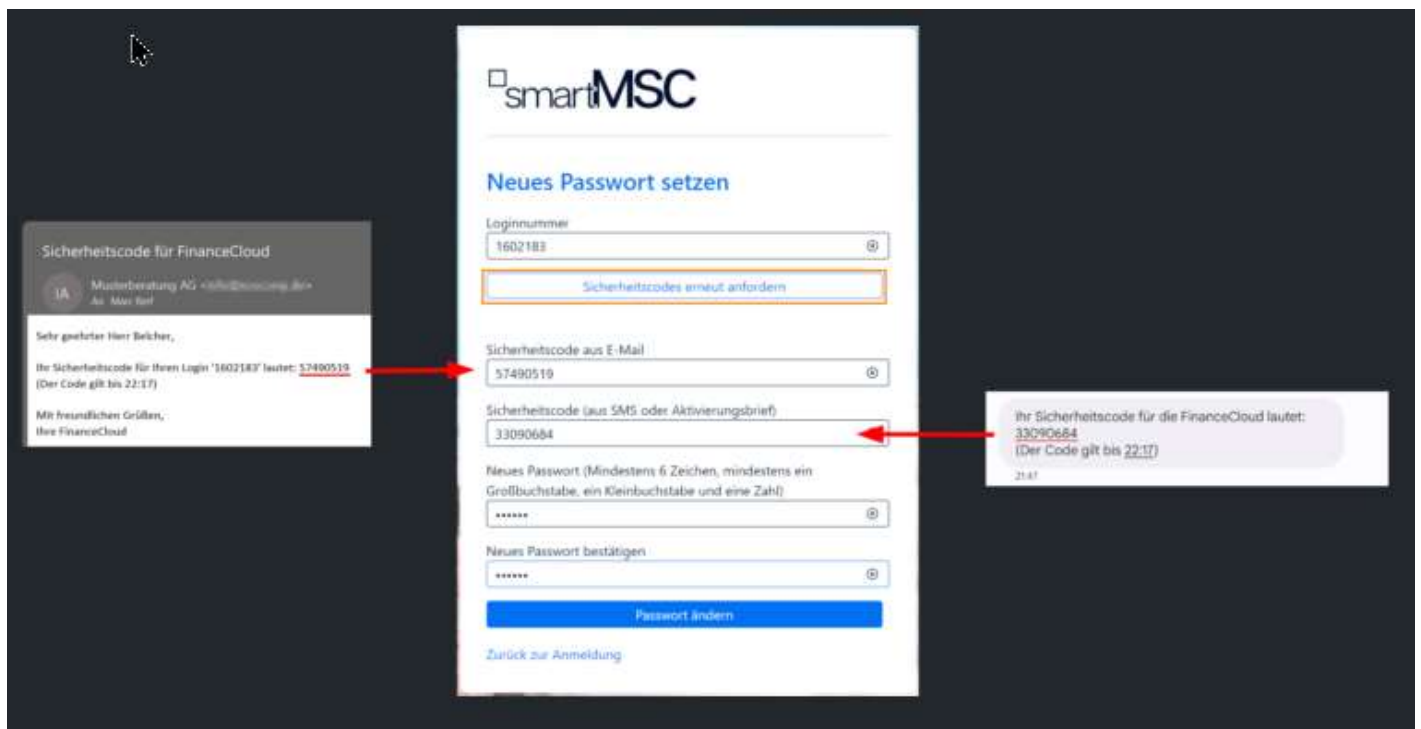 smartMSC
Neues Passwort setzen
Loginnummer
1602183
Sicherheitscodes erneut anfordern
Sicherheitscode aus E-Mail
57490519
Sicherheitscode (aus SMS oder Aktivierungsbrief)
33090684
Neues Passwort (Mindestens 6 Zeichen, mindestens ein
Großbuchstabe, ein Kleinbuchstabe und eine Zahl)
••••••
Neues Passwort bestätigen
••••••
Passwort ändern
Zurück zur Anmeldung
Sicherheitscode für FinanceCloud
IA
Musterberatung AG
An
Sehr geehrter Herr Belcher,
Ihr Sicherheitscode für Ihren Login '1602183' lautet: 57490519
(Der Code gilt bis 22:17)
Mit freundlichen Grüßen,
Ihre FinanceCloud
Ihr Sicherheitscode für die FinanceCloud lautet:
33090684
(Der Code gilt bis 22:17)
21:47